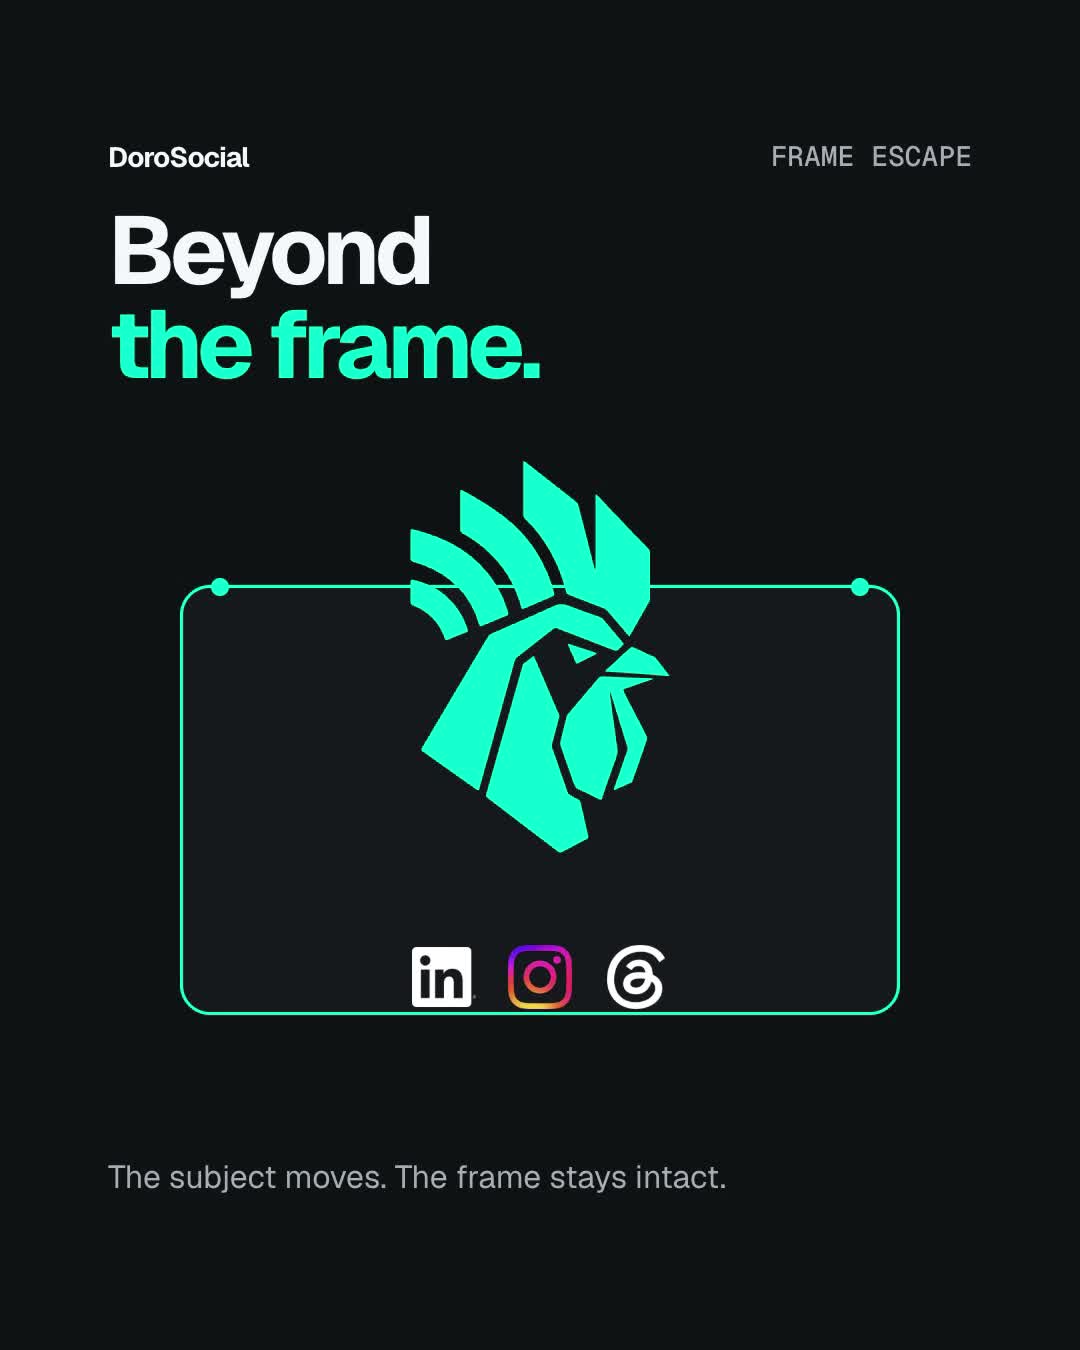 DoroSocial
FRAME ESCAPE
Beyond
the frame.
in
The subject moves. The frame stays intact.